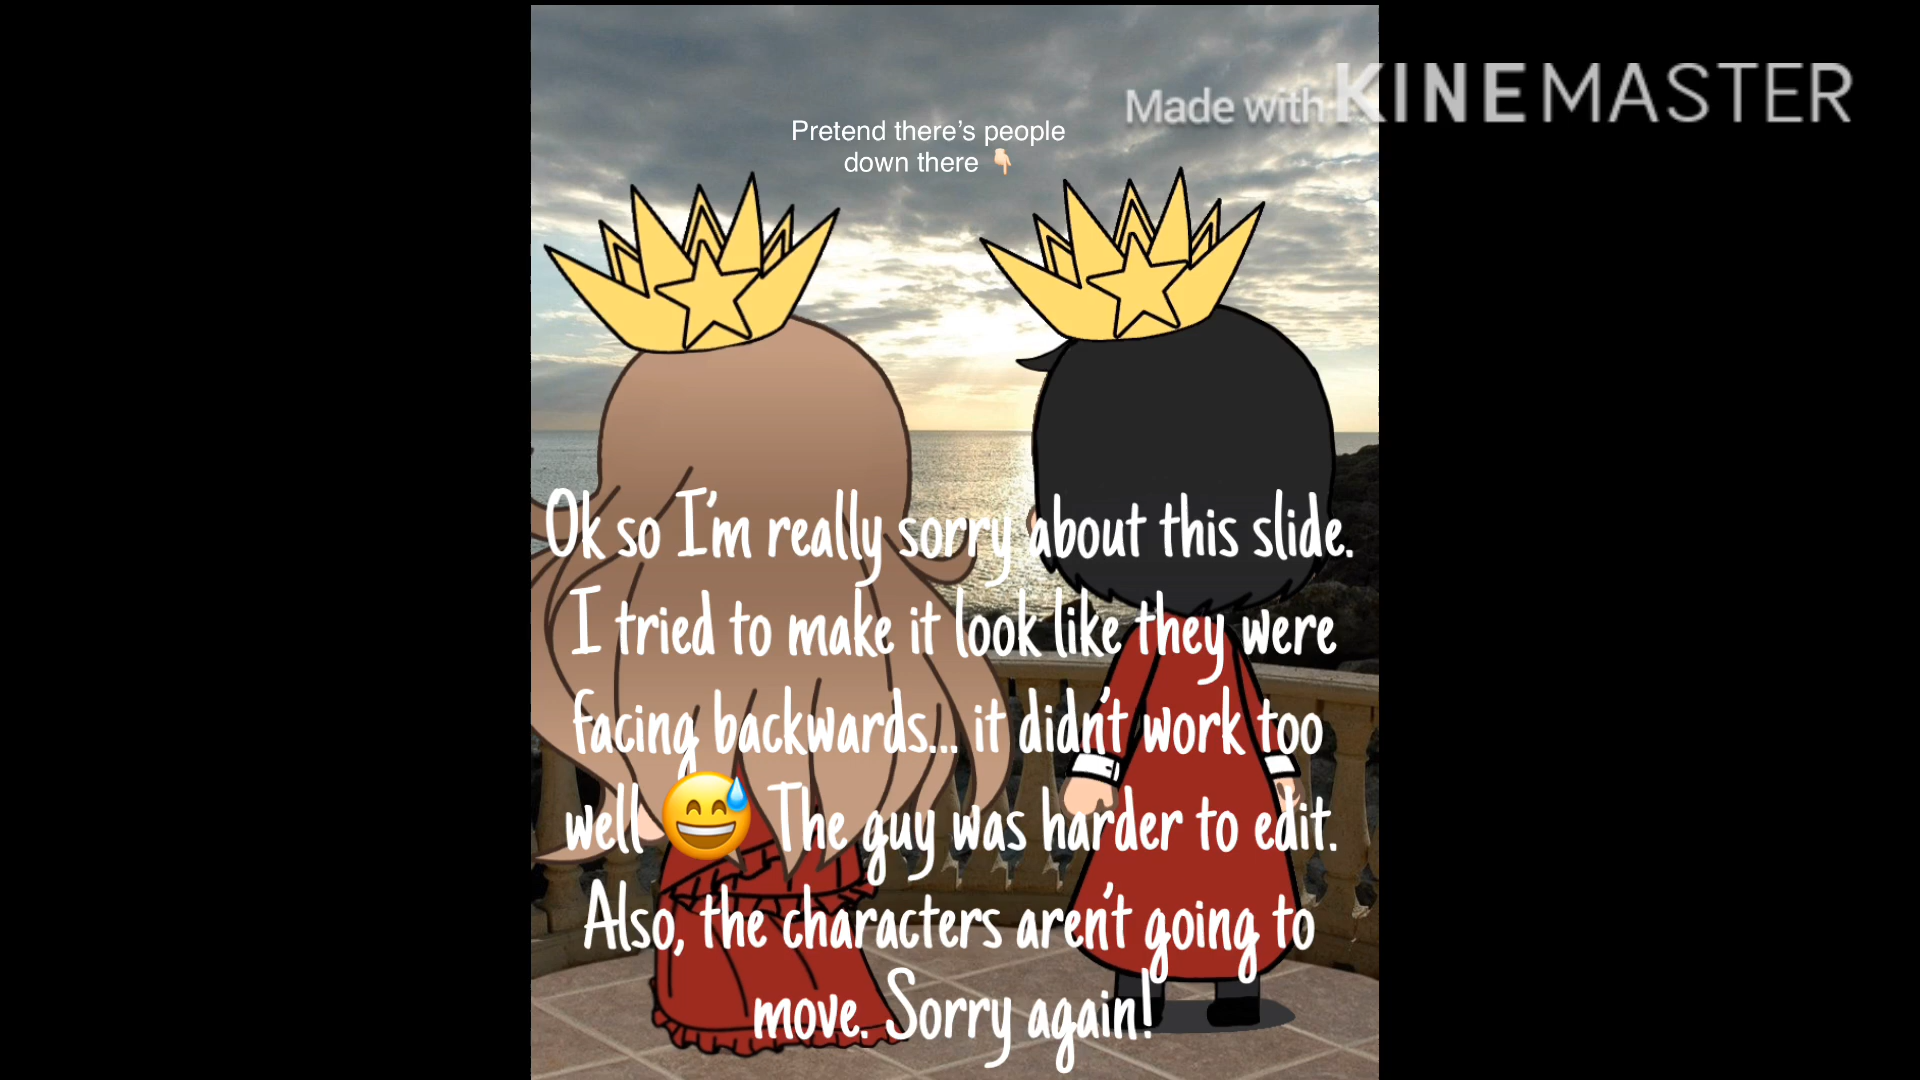 Made with KINEMASTER
Pretend there's people
down there 👇🏻
Ok so I'm really sorry about this slide.
I tried to make it look like they were
facing backwards... it didn't work too
well 😅 The guy was harder to edit.
Also, the characters aren't going to
move. Sorry again!